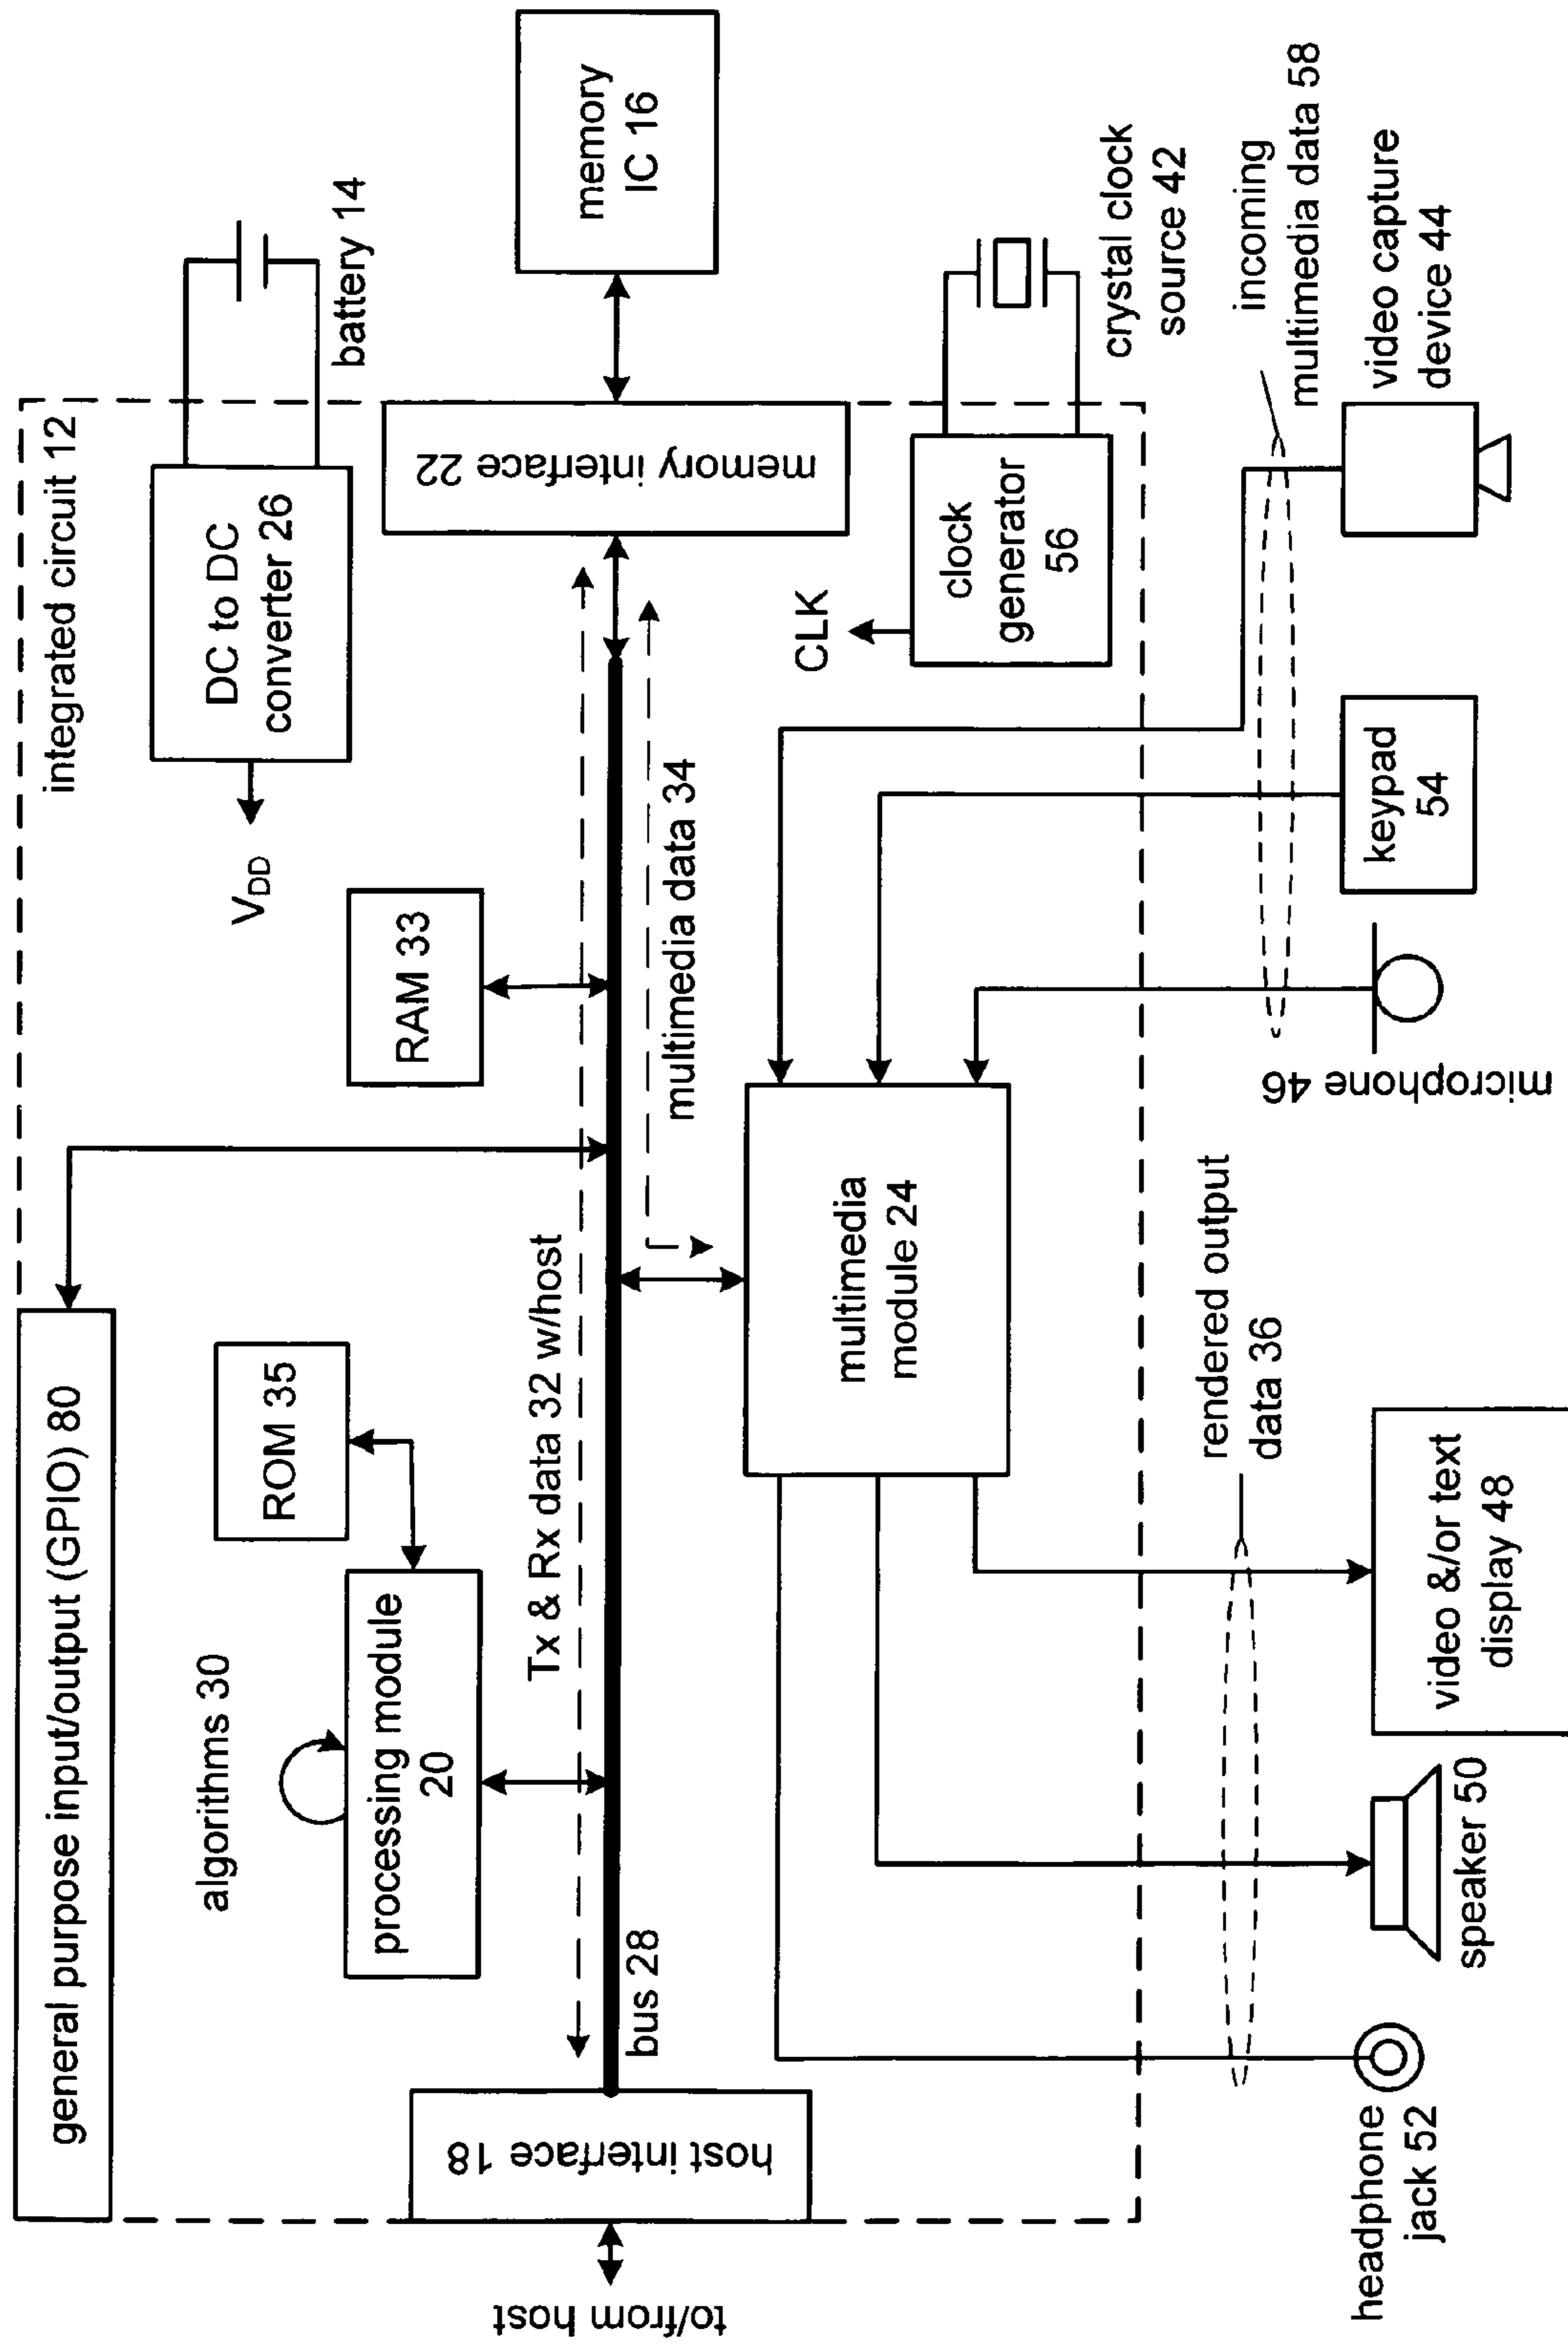 general purpose input/output (GPIO) 80
integrated circuit 12
algorithms 30
ROM 35
DC to DC
converter 26
battery 14
V_DD
processing module
20
RAM 33
Tx & Rx data 32 w/host
to/from host
host interface 18
bus 28
multimedia data 34
memory interface 22
memory
IC 16
multimedia
module 24
CLK
clock
generator
56
crystal clock
source 42
rendered output
data 36
incoming
multimedia data 58
headphone
jack 52
speaker 50
video &/or text
display 48
microphone 46
keypad
54
video capture
device 44